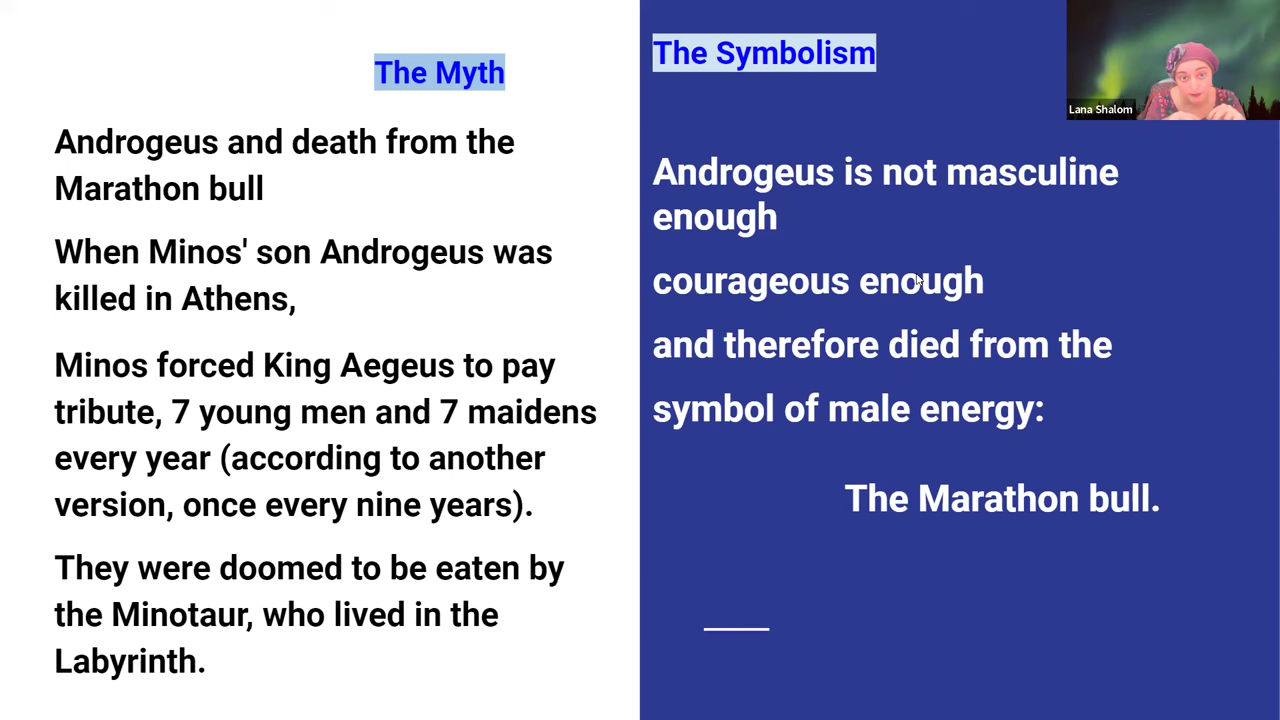 The Myth
Androgeus and death from the
Marathon bull
When Minos' son Androgeus was
killed in Athens,
Minos forced King Aegeus to pay
tribute, 7 young men and 7 maidens
every year (according to another
version, once every nine years).
They were doomed to be eaten by
the Minotaur, who lived in the
Labyrinth.
The Symbolism
Androgeus is not masculine
enough
courageous enough
and therefore died from the
symbol of male energy:
The Marathon bull.
Lana Shalom